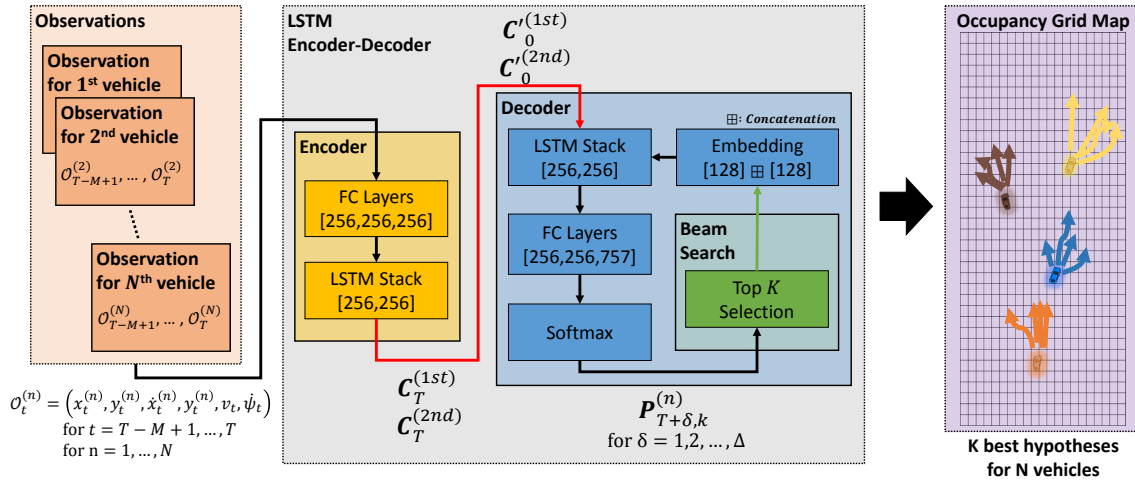 Observations
Observation
for 1ˢᵗ vehicle
Observation
for 2ⁿᵈ vehicle
𝒪_{T−M+1}^{(2)}, … , 𝒪_T^{(2)}
Observation
for Nᵗʰ vehicle
𝒪_{T−M+1}^{(N)}, … , 𝒪_T^{(N)}
𝒪_t^{(n)} = (x_t^{(n)}, y_t^{(n)}, ẋ_t^{(n)}, ẏ_t^{(n)}, v_t, ψ̇_t)
for t = T − M + 1, … , T
for n = 1, … , N
LSTM
Encoder-Decoder
C′_0^{(1st)}
C′_0^{(2nd)}
Encoder
FC Layers
[256,256,256]
LSTM Stack
[256,256]
C_T^{(1st)}
C_T^{(2nd)}
Decoder
⊞: Concatenation
LSTM Stack
[256,256]
Embedding
[128] ⊞ [128]
FC Layers
[256,256,757]
Softmax
Beam
Search
Top K
Selection
P_{T+δ,k}^{(n)}
for δ = 1,2, … , Δ
Occupancy Grid Map
K best hypotheses
for N vehicles